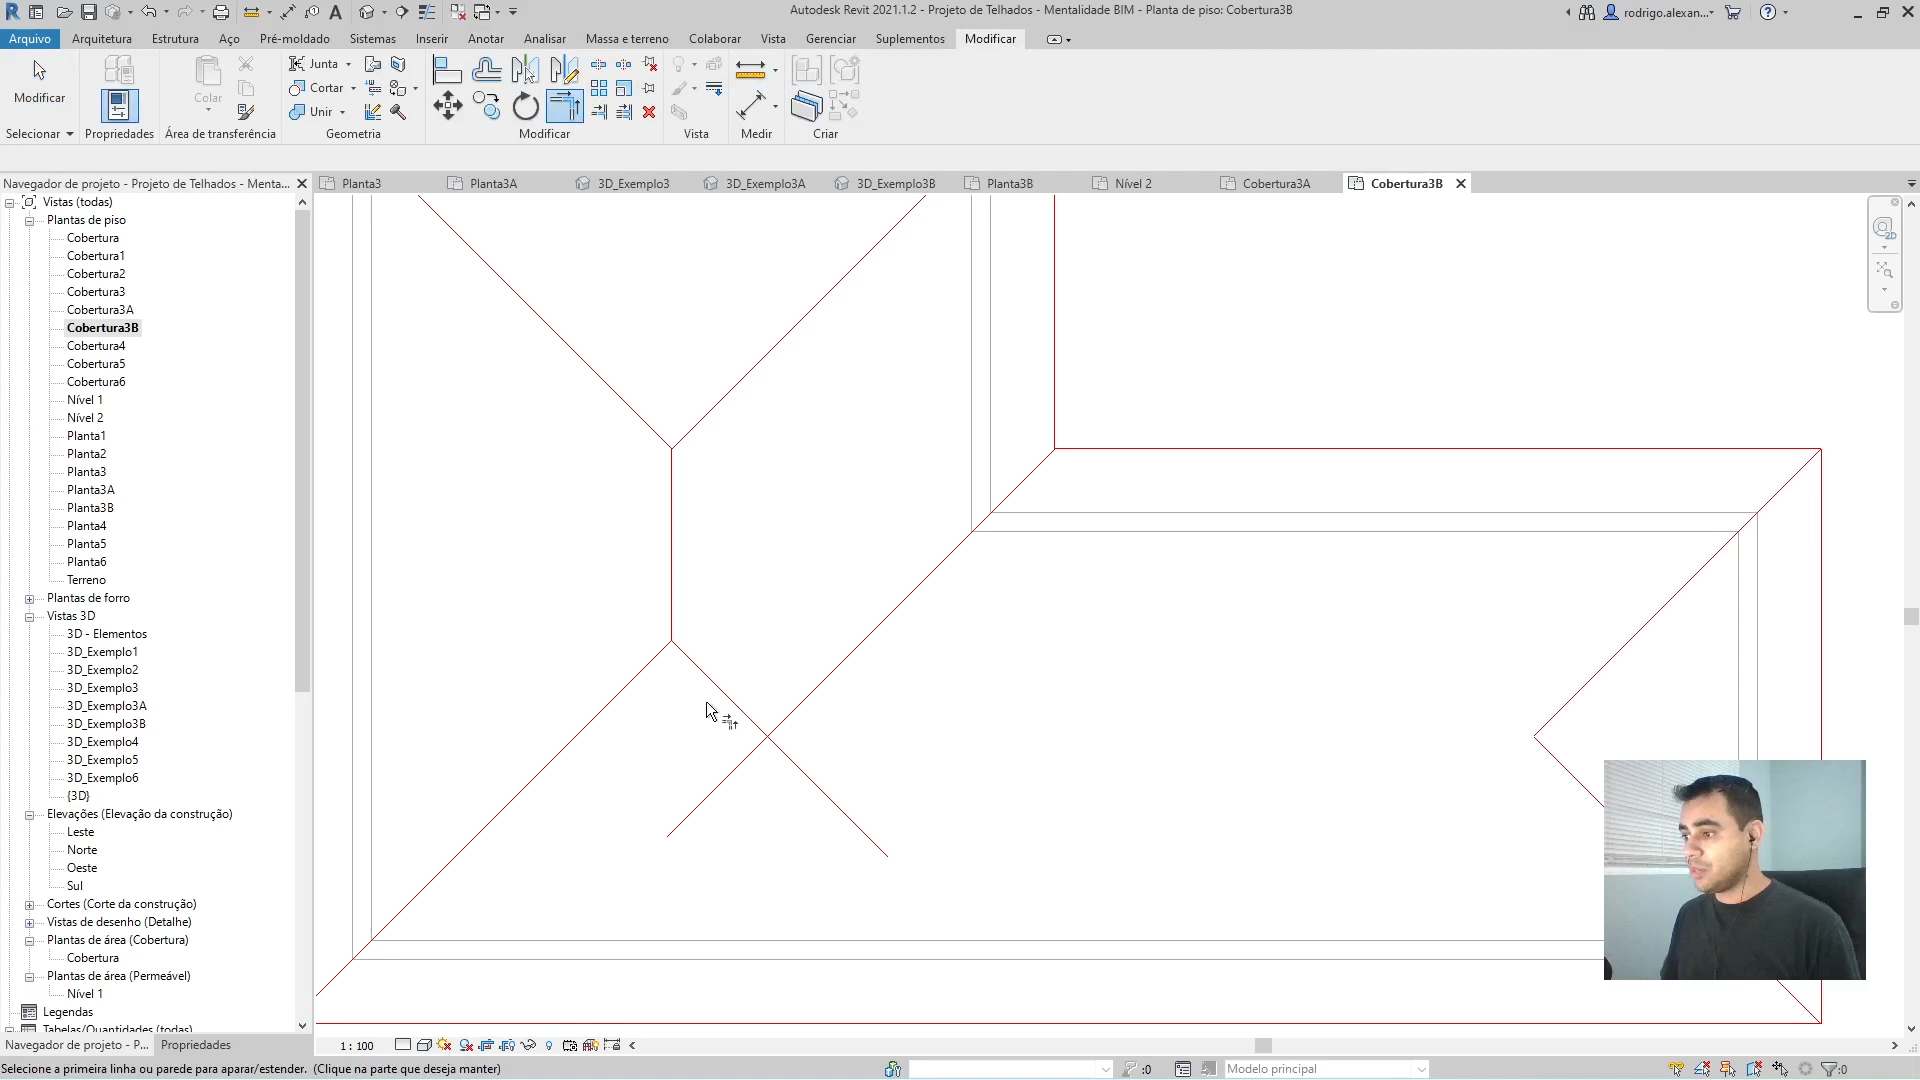 Autodesk Revit 2021.1.2 - Projeto de Telhados - Mentalidade BIM - Planta de piso: Cobertura3B
rodrigo.alexan...
Arquivo Arquitetura Estrutura Aço Pré-moldado Sistemas Inserir Anotar Analisar Massa e terreno Colaborar Vista Gerenciar Suplementos Modificar
Modificar
Colar
Junta
Cortar
Unir
Selecionar Propriedades Área de transferência Geometria Modificar Vista Medir Criar
Navegador de projeto - Projeto de Telhados - Menta...
Planta3 Planta3A 3D_Exemplo3 3D_Exemplo3A 3D_Exemplo3B Planta3B Nível 2 Cobertura3A Cobertura3B
2D
Vistas (todas)
Plantas de piso
Cobertura
Cobertura1
Cobertura2
Cobertura3
Cobertura3A
Cobertura3B
Cobertura4
Cobertura5
Cobertura6
Nível 1
Nível 2
Planta1
Planta2
Planta3
Planta3A
Planta3B
Planta4
Planta5
Planta6
Terreno
Plantas de forro
Vistas 3D
3D - Elementos
3D_Exemplo1
3D_Exemplo2
3D_Exemplo3
3D_Exemplo3A
3D_Exemplo3B
3D_Exemplo4
3D_Exemplo5
3D_Exemplo6
{3D}
Elevações (Elevação da construção)
Leste
Norte
Oeste
Sul
Cortes (Corte da construção)
Vistas de desenho (Detalhe)
Plantas de área (Cobertura)
Cobertura
Plantas de área (Permeável)
Nível 1
Legendas
Tabelas/Quantidades (todas)
Navegador de projeto - P... Propriedades
1 : 100
Selecione a primeira linha ou parede para aparar/estender. (Clique na parte que deseja manter)
:0
Modelo principal
:0